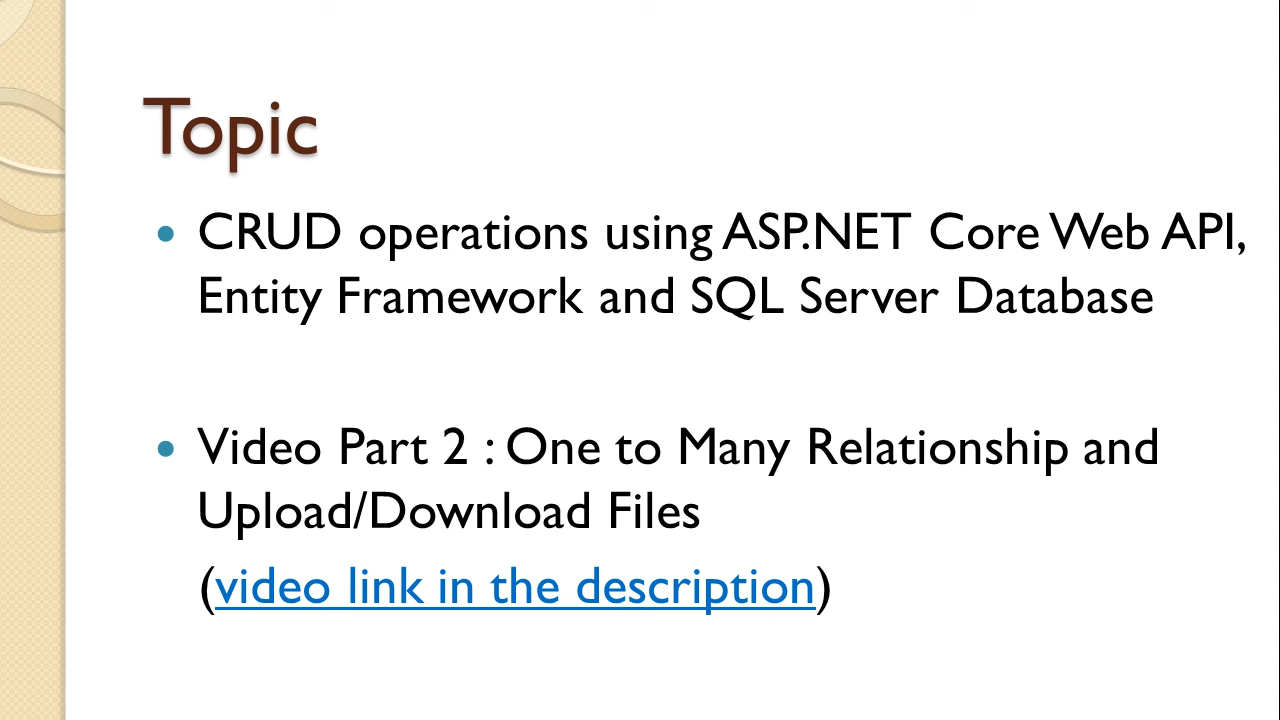 Topic
• CRUD operations using ASP.NET Core Web API,
Entity Framework and SQL Server Database
• Video Part 2 : One to Many Relationship and
Upload/Download Files
(video link in the description)